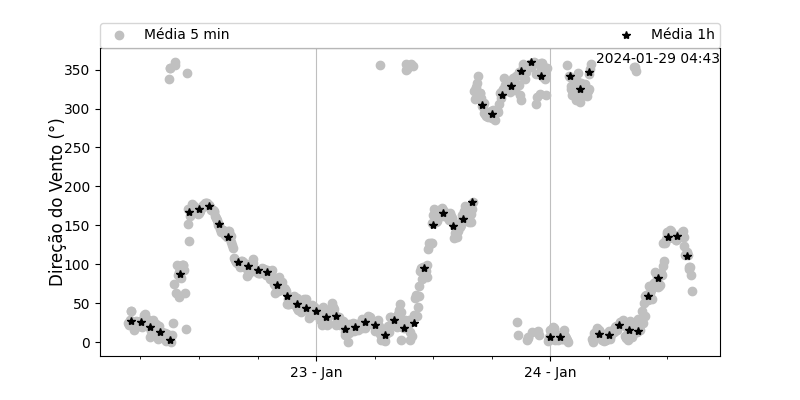 Média 5 min
Média 1h
2024-01-29 04:43
Direção do Vento (°)
350
300
250
200
150
100
50
0
23 - Jan
24 - Jan